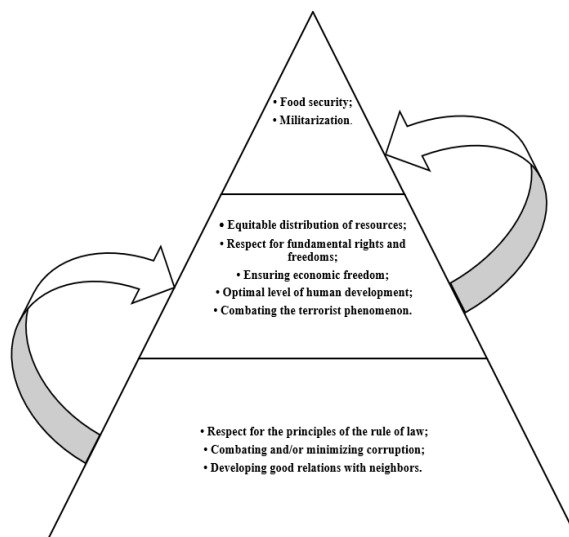 • Food security;
• Militarization.
• Equitable distribution of resources;
• Respect for fundamental rights and
freedoms;
• Ensuring economic freedom;
• Optimal level of human development;
• Combating the terrorist phenomenon.
• Respect for the principles of the rule of law;
• Combating and/or minimizing corruption;
• Developing good relations with neighbors.